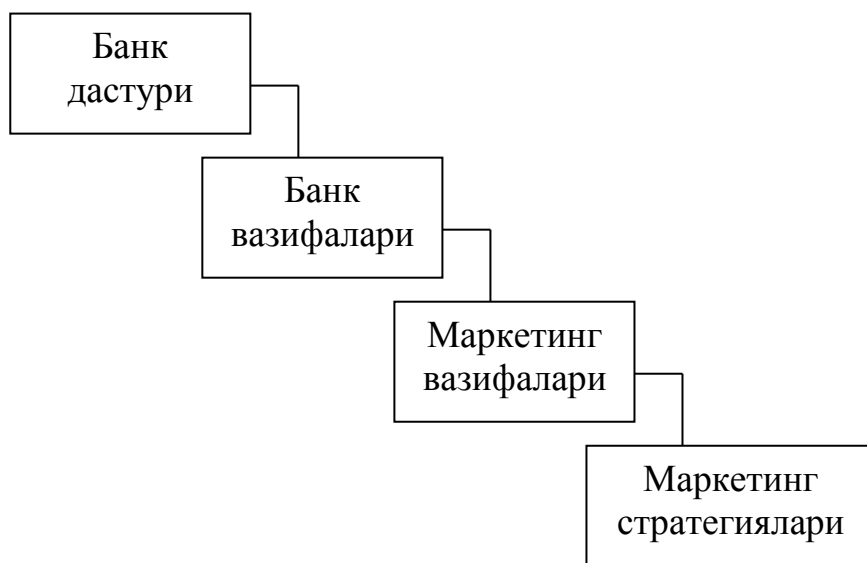 Банк
дастури
Банк
вазифалари
Маркетинг
вазифалари
Маркетинг
стратегиялари